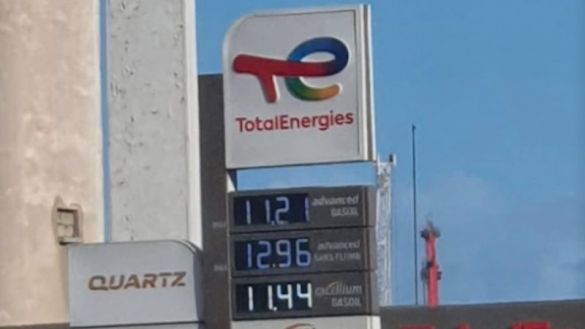 TotalEnergies
11.21 advanced
GASOIL
12.96 advanced
SANS PLOMB
11.44 excellium
GASOIL
QUARTZ